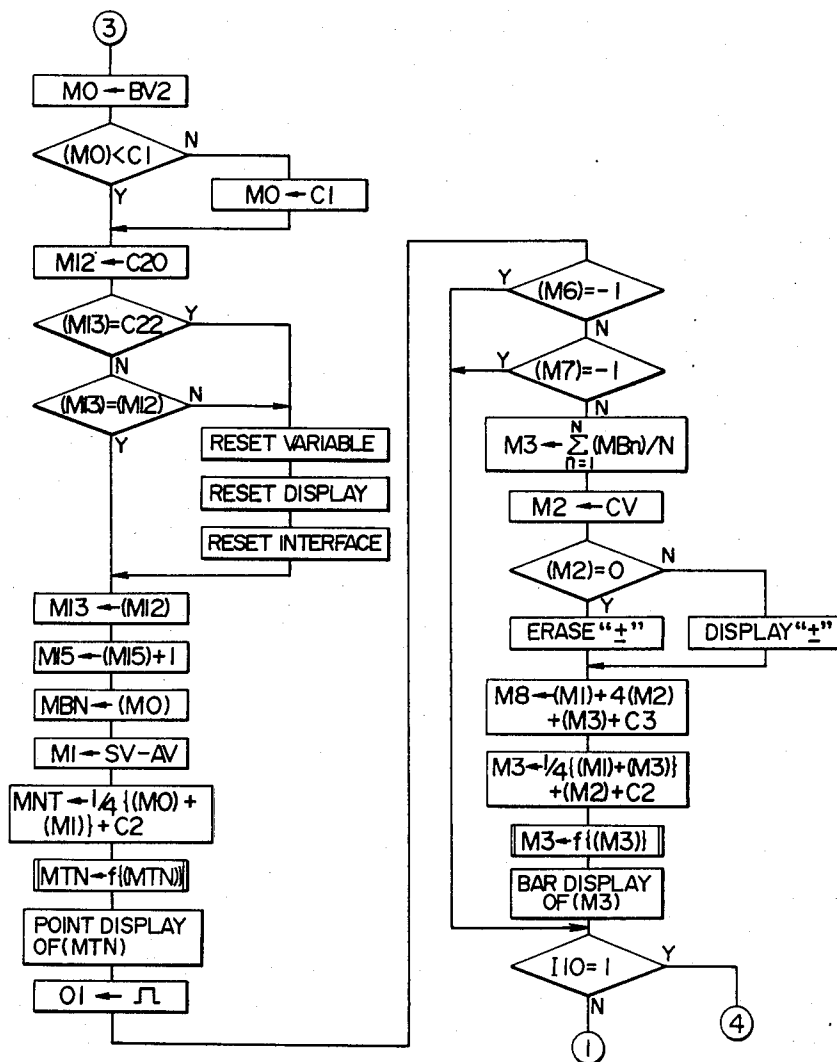 3
M0←BV2
(M0)<C1
N
Y
M0←C1
M12←C20
(M13)=C22
Y
N
(M13)=(M12)
N
Y
RESET VARIABLE
RESET DISPLAY
RESET INTERFACE
M13←(M12)
M15←(M15)+1
MBN←(M0)
M1←SV-AV
MNT←1/4{(M0)+
(M1)}+C2
MTN←f{(MTN)}
POINT DISPLAY
OF(MTN)
O1←⎍
Y
(M6)=-1
N
Y
(M7)=-1
N
M3←N∑n=1(MBn)/N
M2←CV
(M2)=0
N
Y
ERASE "±"
DISPLAY "±"
M8←(M1)+4(M2)
+(M3)+C3
M3←1/4{(M1)+(M3)}
+(M2)+C2
M3←f{(M3)}
BAR DISPLAY
OF(M3)
I10=1
Y
N
1
4